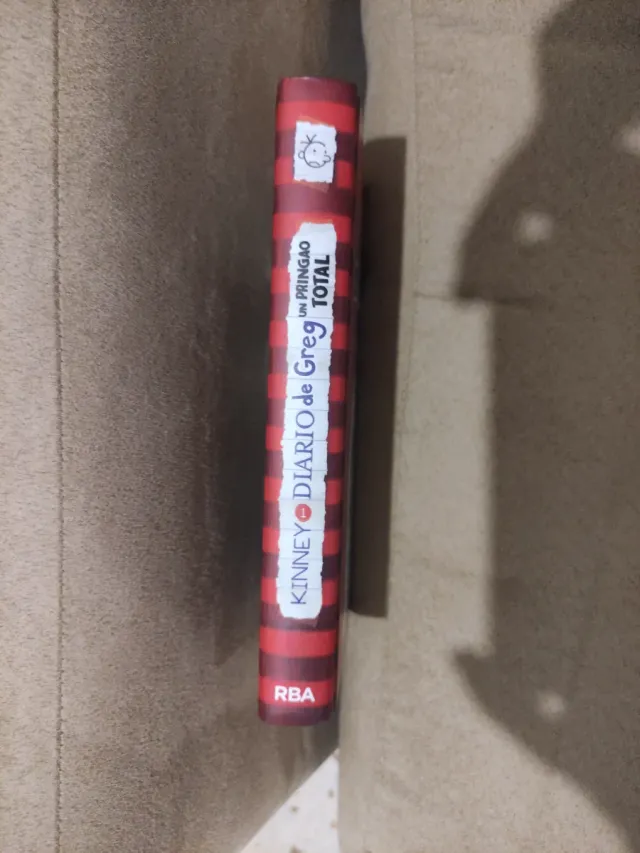 KINNEY 1 DIARIO de Greg
UN PRINGAO
TOTAL
RBA